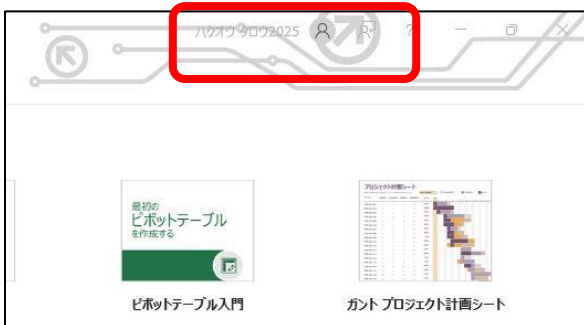 ハクオウ タロウ2025
?
最初の
ピボットテーブル
を作成する
プロジェクト計画シート
ピボットテーブル入門
ガント プロジェクト計画シート